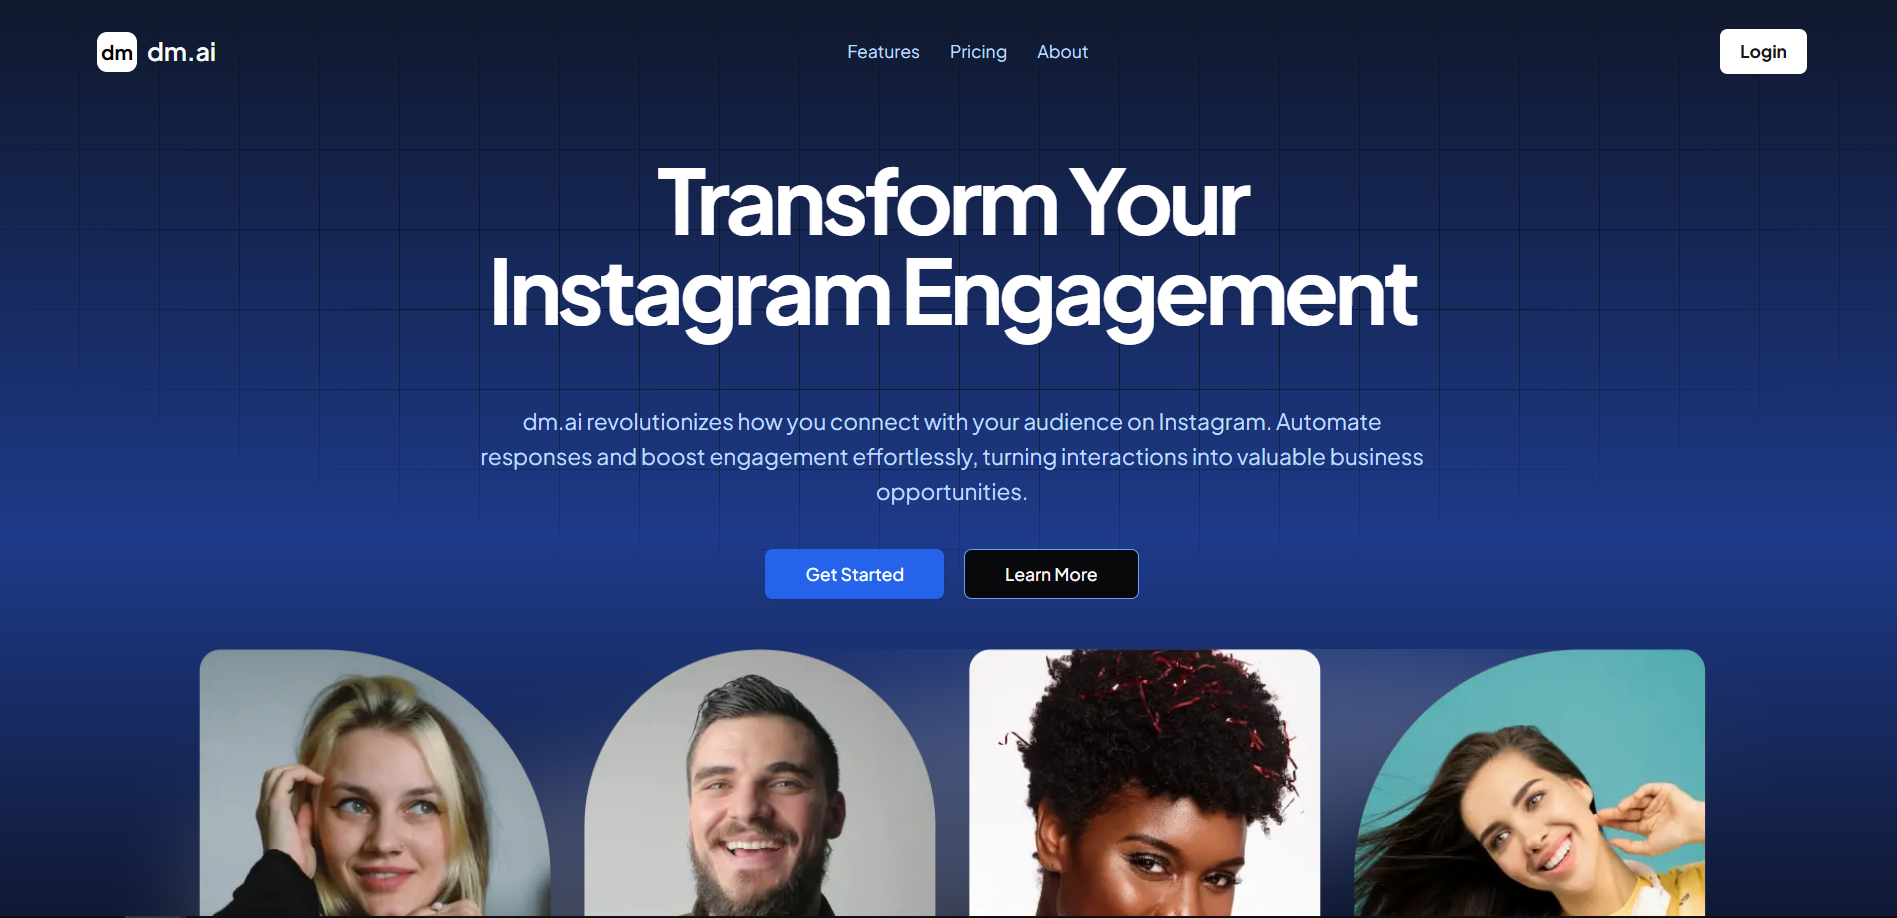 dm dm.ai
Features Pricing About
Login
Transform Your
Instagram Engagement
dm.ai revolutionizes how you connect with your audience on Instagram. Automate
responses and boost engagement effortlessly, turning interactions into valuable business
opportunities.
Get Started
Learn More